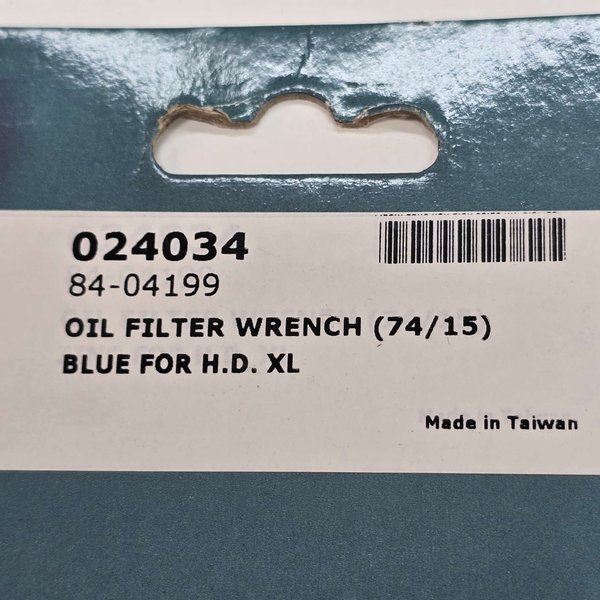 024034
84-04199
OIL FILTER WRENCH (74/15)
BLUE FOR H.D. XL
Made in Taiwan